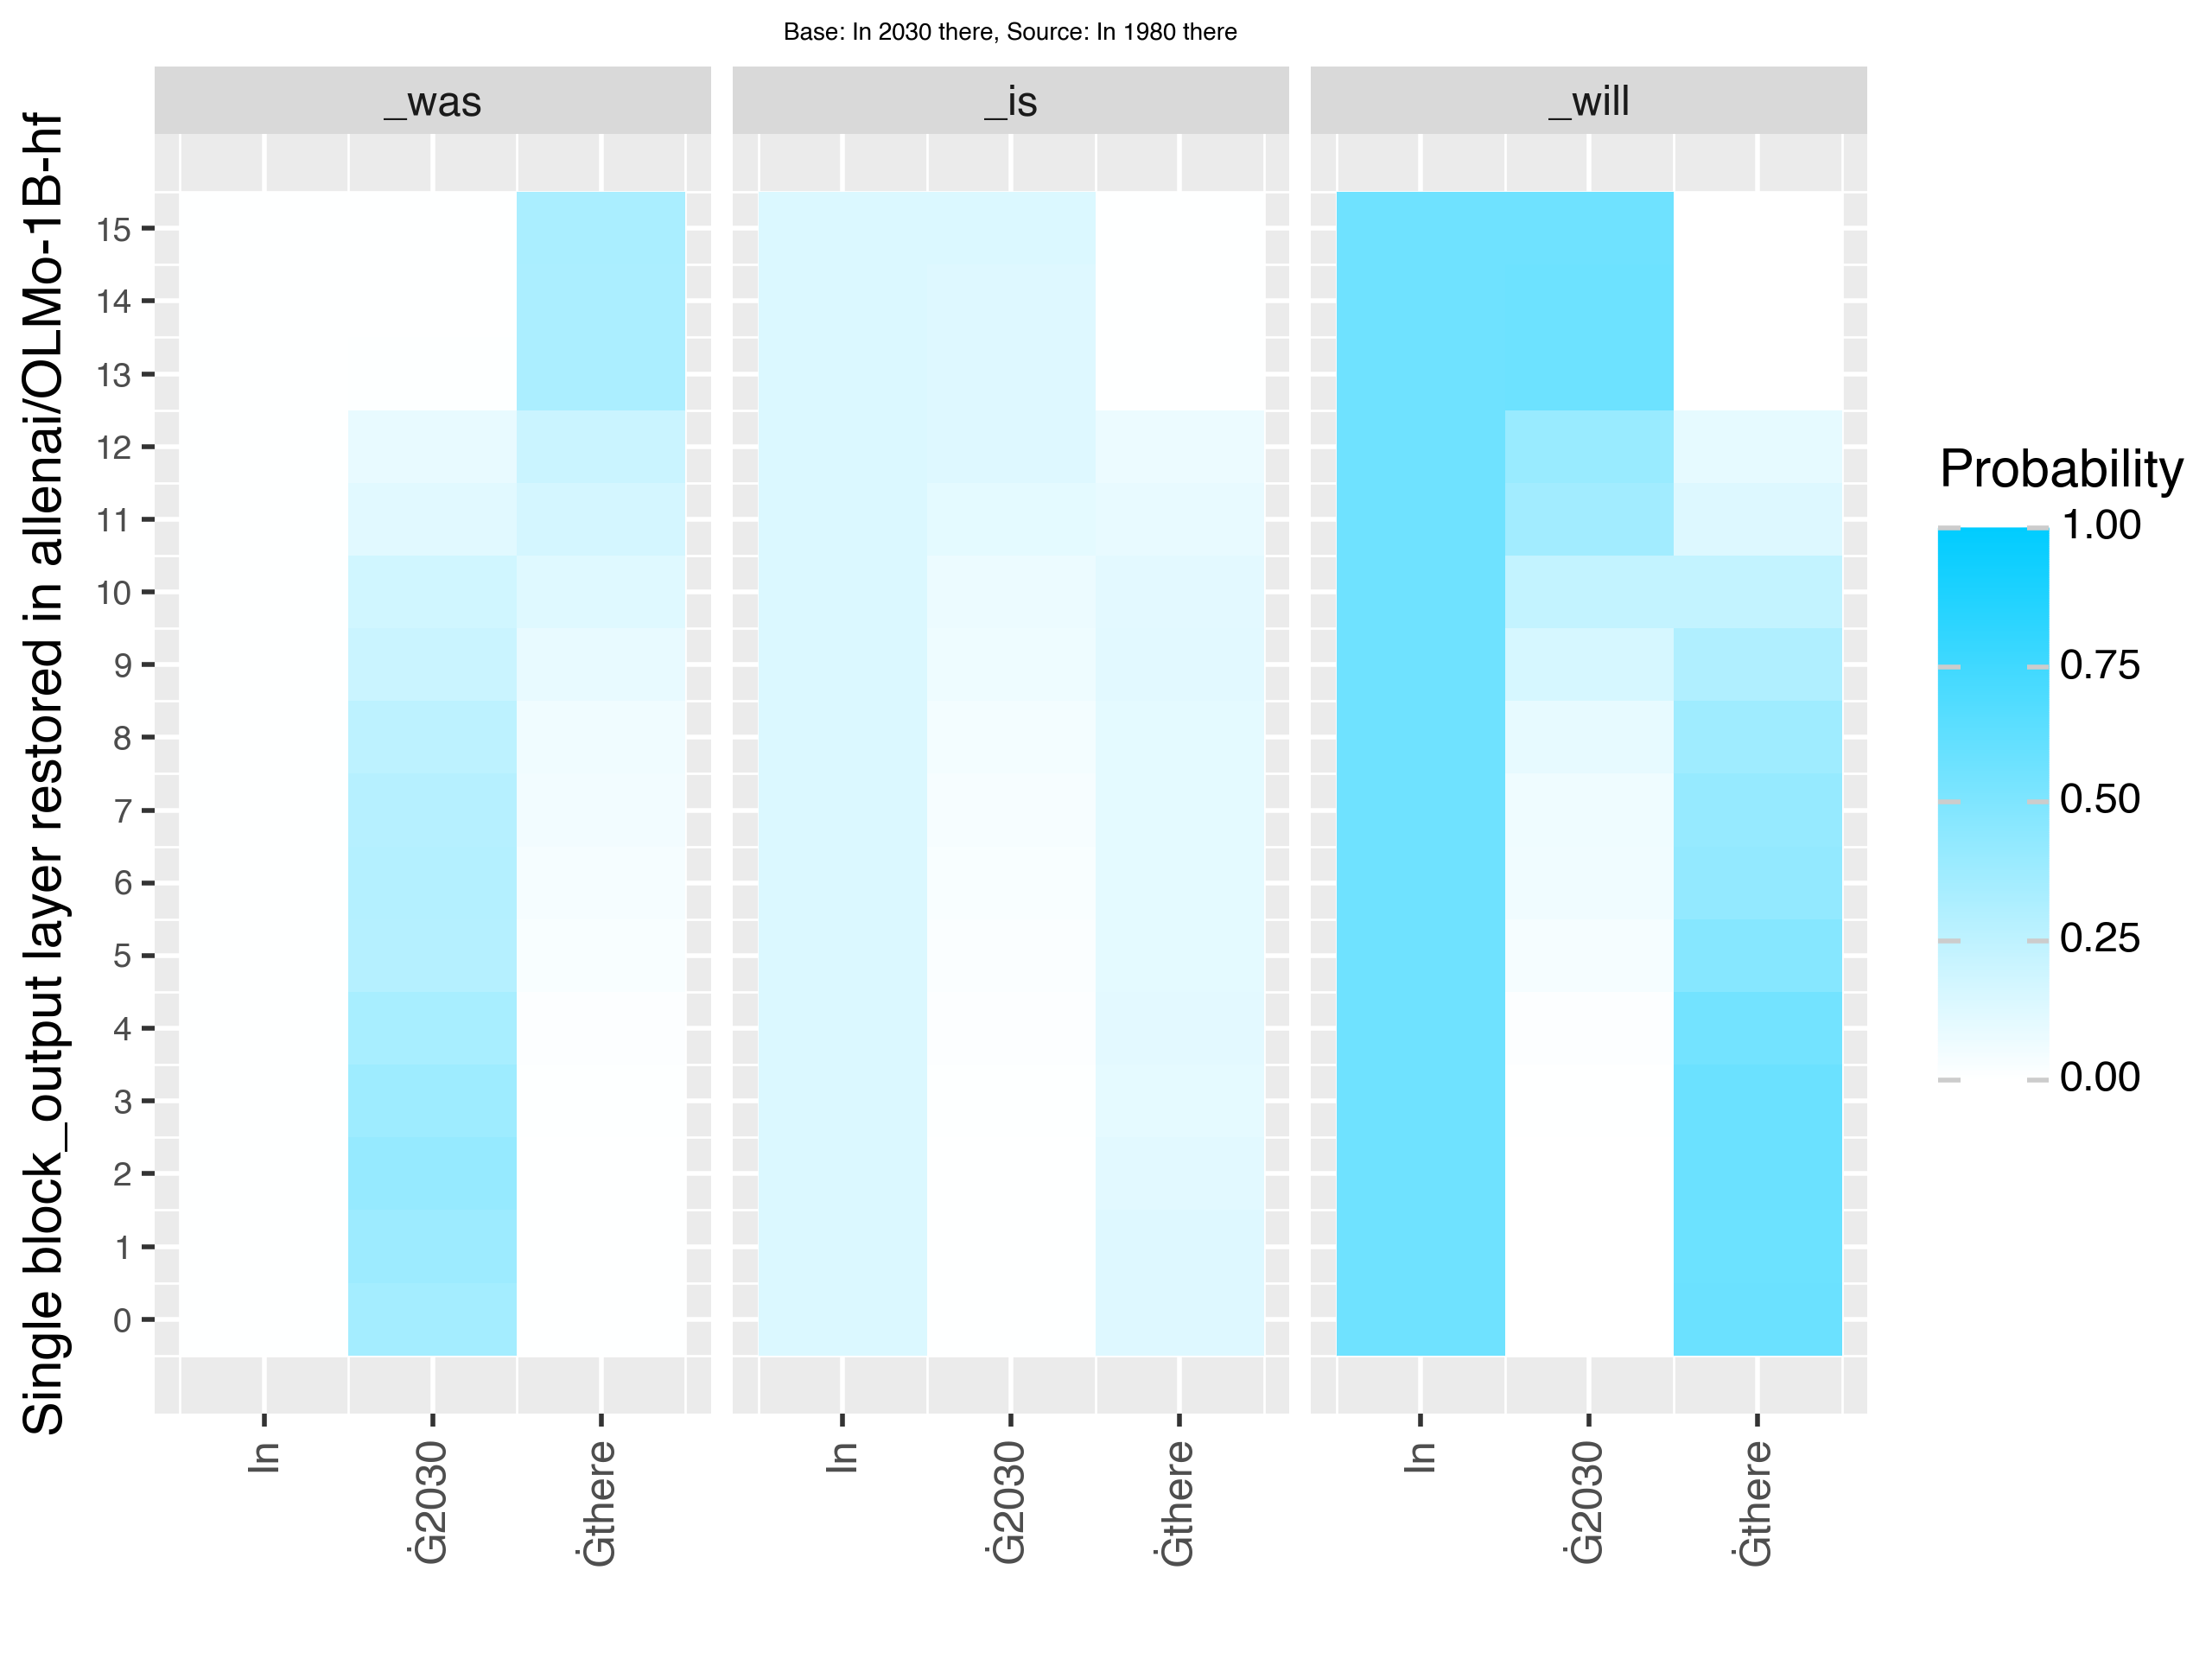 Base: In 2030 there, Source: In 1980 there
_was
_is
_will
Single block_output layer restored in allenai/OLMo-1B-hf
15
14
13
12
11
10
9
8
7
6
5
4
3
2
1
0
In
Ġ2030
Ġthere
In
Ġ2030
Ġthere
In
Ġ2030
Ġthere
Probability
1.00
0.75
0.50
0.25
0.00